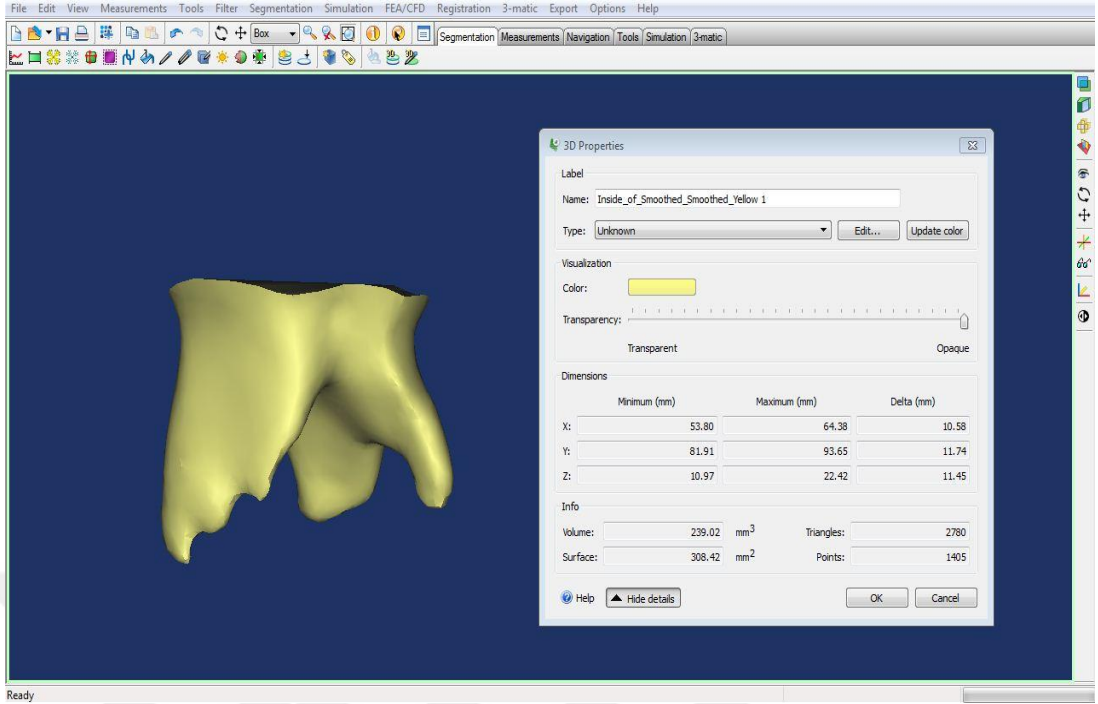 File Edit View Measurements Tools Filter Segmentation Simulation FEA/CFD Registration 3-matic Export Options Help
Box
Segmentation Measurements Navigation Tools Simulation 3-matic
3D Properties
Label
Name: Inside_of_Smoothed_Smoothed_Yellow 1
Type: Unknown Edit... Update color
Visualization
Color:
Transparency:
Transparent Opaque
Dimensions
Minimum (mm) Maximum (mm) Delta (mm)
X: 53.80 64.38 10.58
Y: 81.91 93.65 11.74
Z: 10.97 22.42 11.45
Info
Volume: 239.02 mm3 Triangles: 2780
Surface: 308.42 mm2 Points: 1405
Help Hide details OK Cancel
Ready